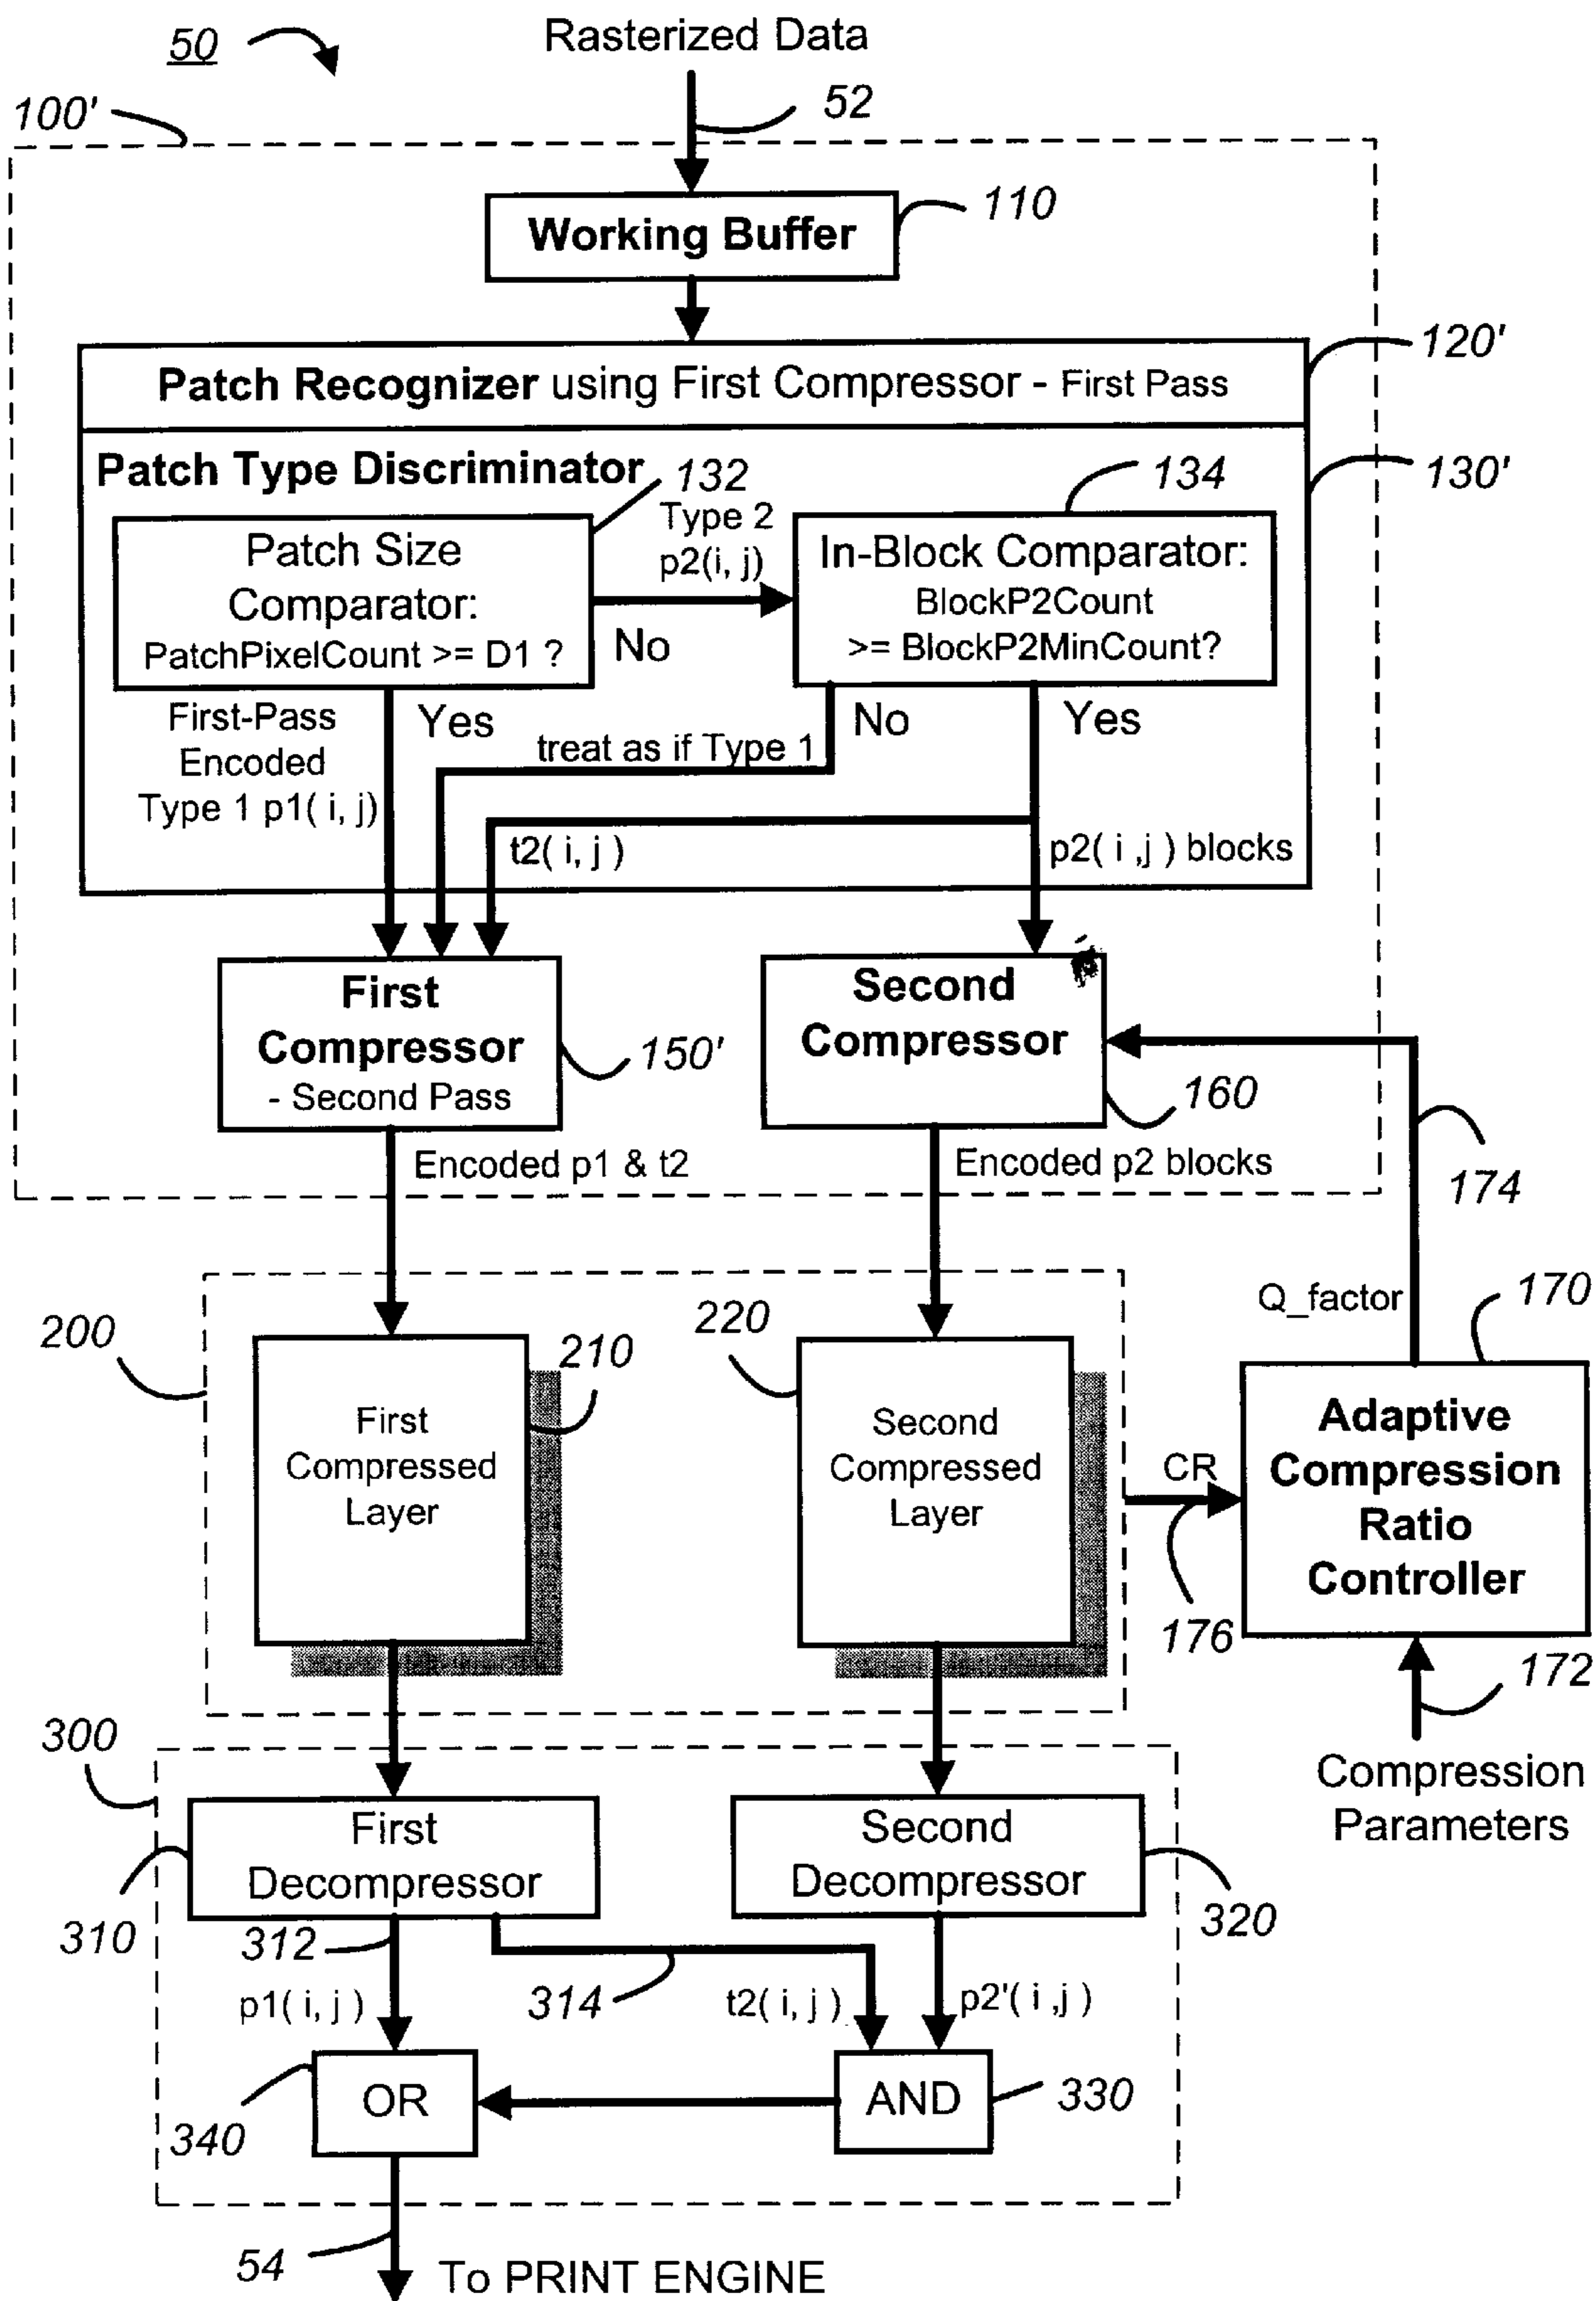 50
Rasterized Data
52
100'
110
Working Buffer
120'
Patch Recognizer using First Compressor - First Pass
Patch Type Discriminator
132
134
130'
Type 2
p2(i, j)
No
Patch Size
Comparator:
PatchPixelCount >= D1 ?
In-Block Comparator:
BlockP2Count
>= BlockP2MinCount?
First-Pass
Encoded
Type 1 p1( i, j)
Yes
No
Yes
treat as if Type 1
t2( i, j )
p2( i ,j ) blocks
First
Compressor
- Second Pass
150'
Second
Compressor
160
174
Encoded p1 & t2
Encoded p2 blocks
200
210
220
Q_factor
170
First
Compressed
Layer
Second
Compressed
Layer
CR
176
Adaptive
Compression
Ratio
Controller
172
Compression
Parameters
300
First
Decompressor
Second
Decompressor
310
312
320
p1( i, j )
314
t2( i, j )
p2'( i ,j )
OR
AND
330
340
54
To PRINT ENGINE